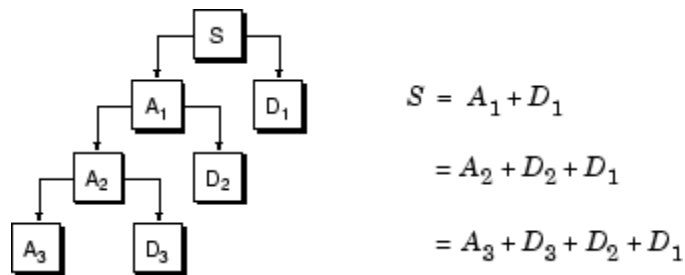 S
A₁ D₁
A₂ D₂
A₃ D₃
S = A₁ + D₁
= A₂ + D₂ + D₁
= A₃ + D₃ + D₂ + D₁